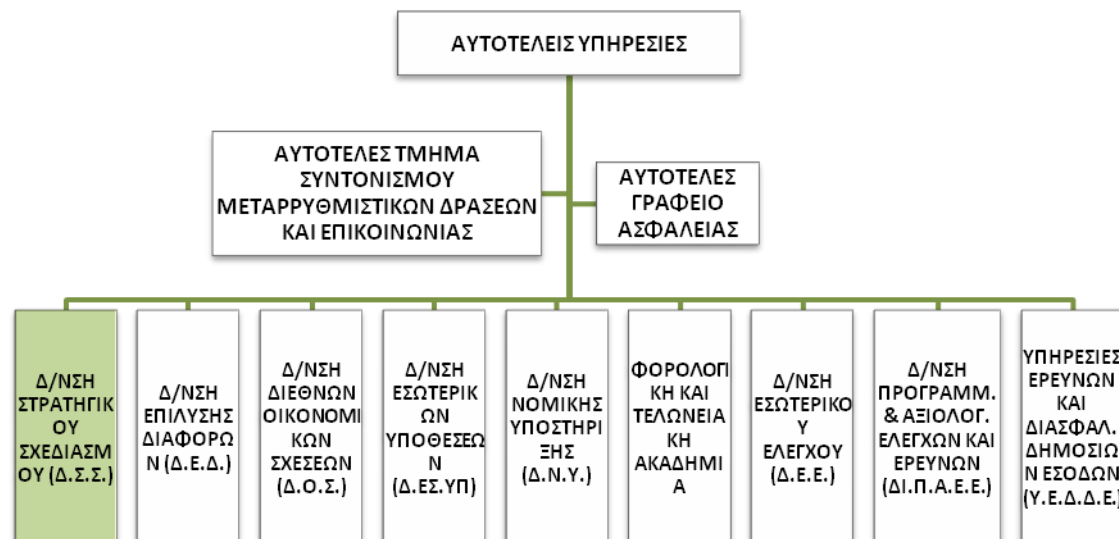 ΑΥΤΟΤΕΛΕΙΣ ΥΠΗΡΕΣΙΕΣ
ΑΥΤΟΤΕΛΕΣ ΤΜΗΜΑ
ΣΥΝΤΟΝΙΣΜΟΥ
ΜΕΤΑΡΡΥΘΜΙΣΤΙΚΩΝ ΔΡΑΣΕΩΝ
ΚΑΙ ΕΠΙΚΟΙΝΩΝΙΑΣ
ΑΥΤΟΤΕΛΕΣ
ΓΡΑΦΕΙΟ
ΑΣΦΑΛΕΙΑΣ
Δ/ΝΣΗ
ΣΤΡΑΤΗΓΙΚ
ΟΥ
ΣΧΕΔΙΑΣΜ
ΟΥ (Δ.Σ.Σ.)
Δ/ΝΣΗ
ΕΠΙΛΥΣΗΣ
ΔΙΑΦΟΡΩ
Ν (Δ.Ε.Δ.)
Δ/ΝΣΗ
ΔΙΕΘΝΩΝ
ΟΙΚΟΝΟΜΙ
ΚΩΝ
ΣΧΕΣΕΩΝ
(Δ.Ο.Σ.)
Δ/ΝΣΗ
ΕΣΩΤΕΡΙΚ
ΩΝ
ΥΠΟΘΕΣΕΩ
Ν
(Δ.ΕΣ.ΥΠ)
Δ/ΝΣΗ
ΝΟΜΙΚΗΣ
ΥΠΟΣΤΗΡΙ
ΞΗΣ
(Δ.Ν.Υ.)
ΦΟΡΟΛΟΓΙ
ΚΗ ΚΑΙ
ΤΕΛΩΝΕΙΑ
ΚΗ
ΑΚΑΔΗΜΙ
Α
Δ/ΝΣΗ
ΕΣΩΤΕΡΙΚΟ
Υ
ΕΛΕΓΧΟΥ
(Δ.Ε.Ε.)
Δ/ΝΣΗ
ΠΡΟΓΡΑΜΜ.
& ΑΞΙΟΛΟΓ.
ΕΛΕΓΧΩΝ ΚΑΙ
ΕΡΕΥΝΩΝ
(ΔΙ.Π.Α.Ε.Ε.)
ΥΠΗΡΕΣΙΕΣ
ΕΡΕΥΝΩΝ
ΚΑΙ
ΔΙΑΣΦΑΛ.
ΔΗΜΟΣΙΩ
Ν ΕΣΟΔΩΝ
(Υ.Ε.Δ.Δ.Ε.)